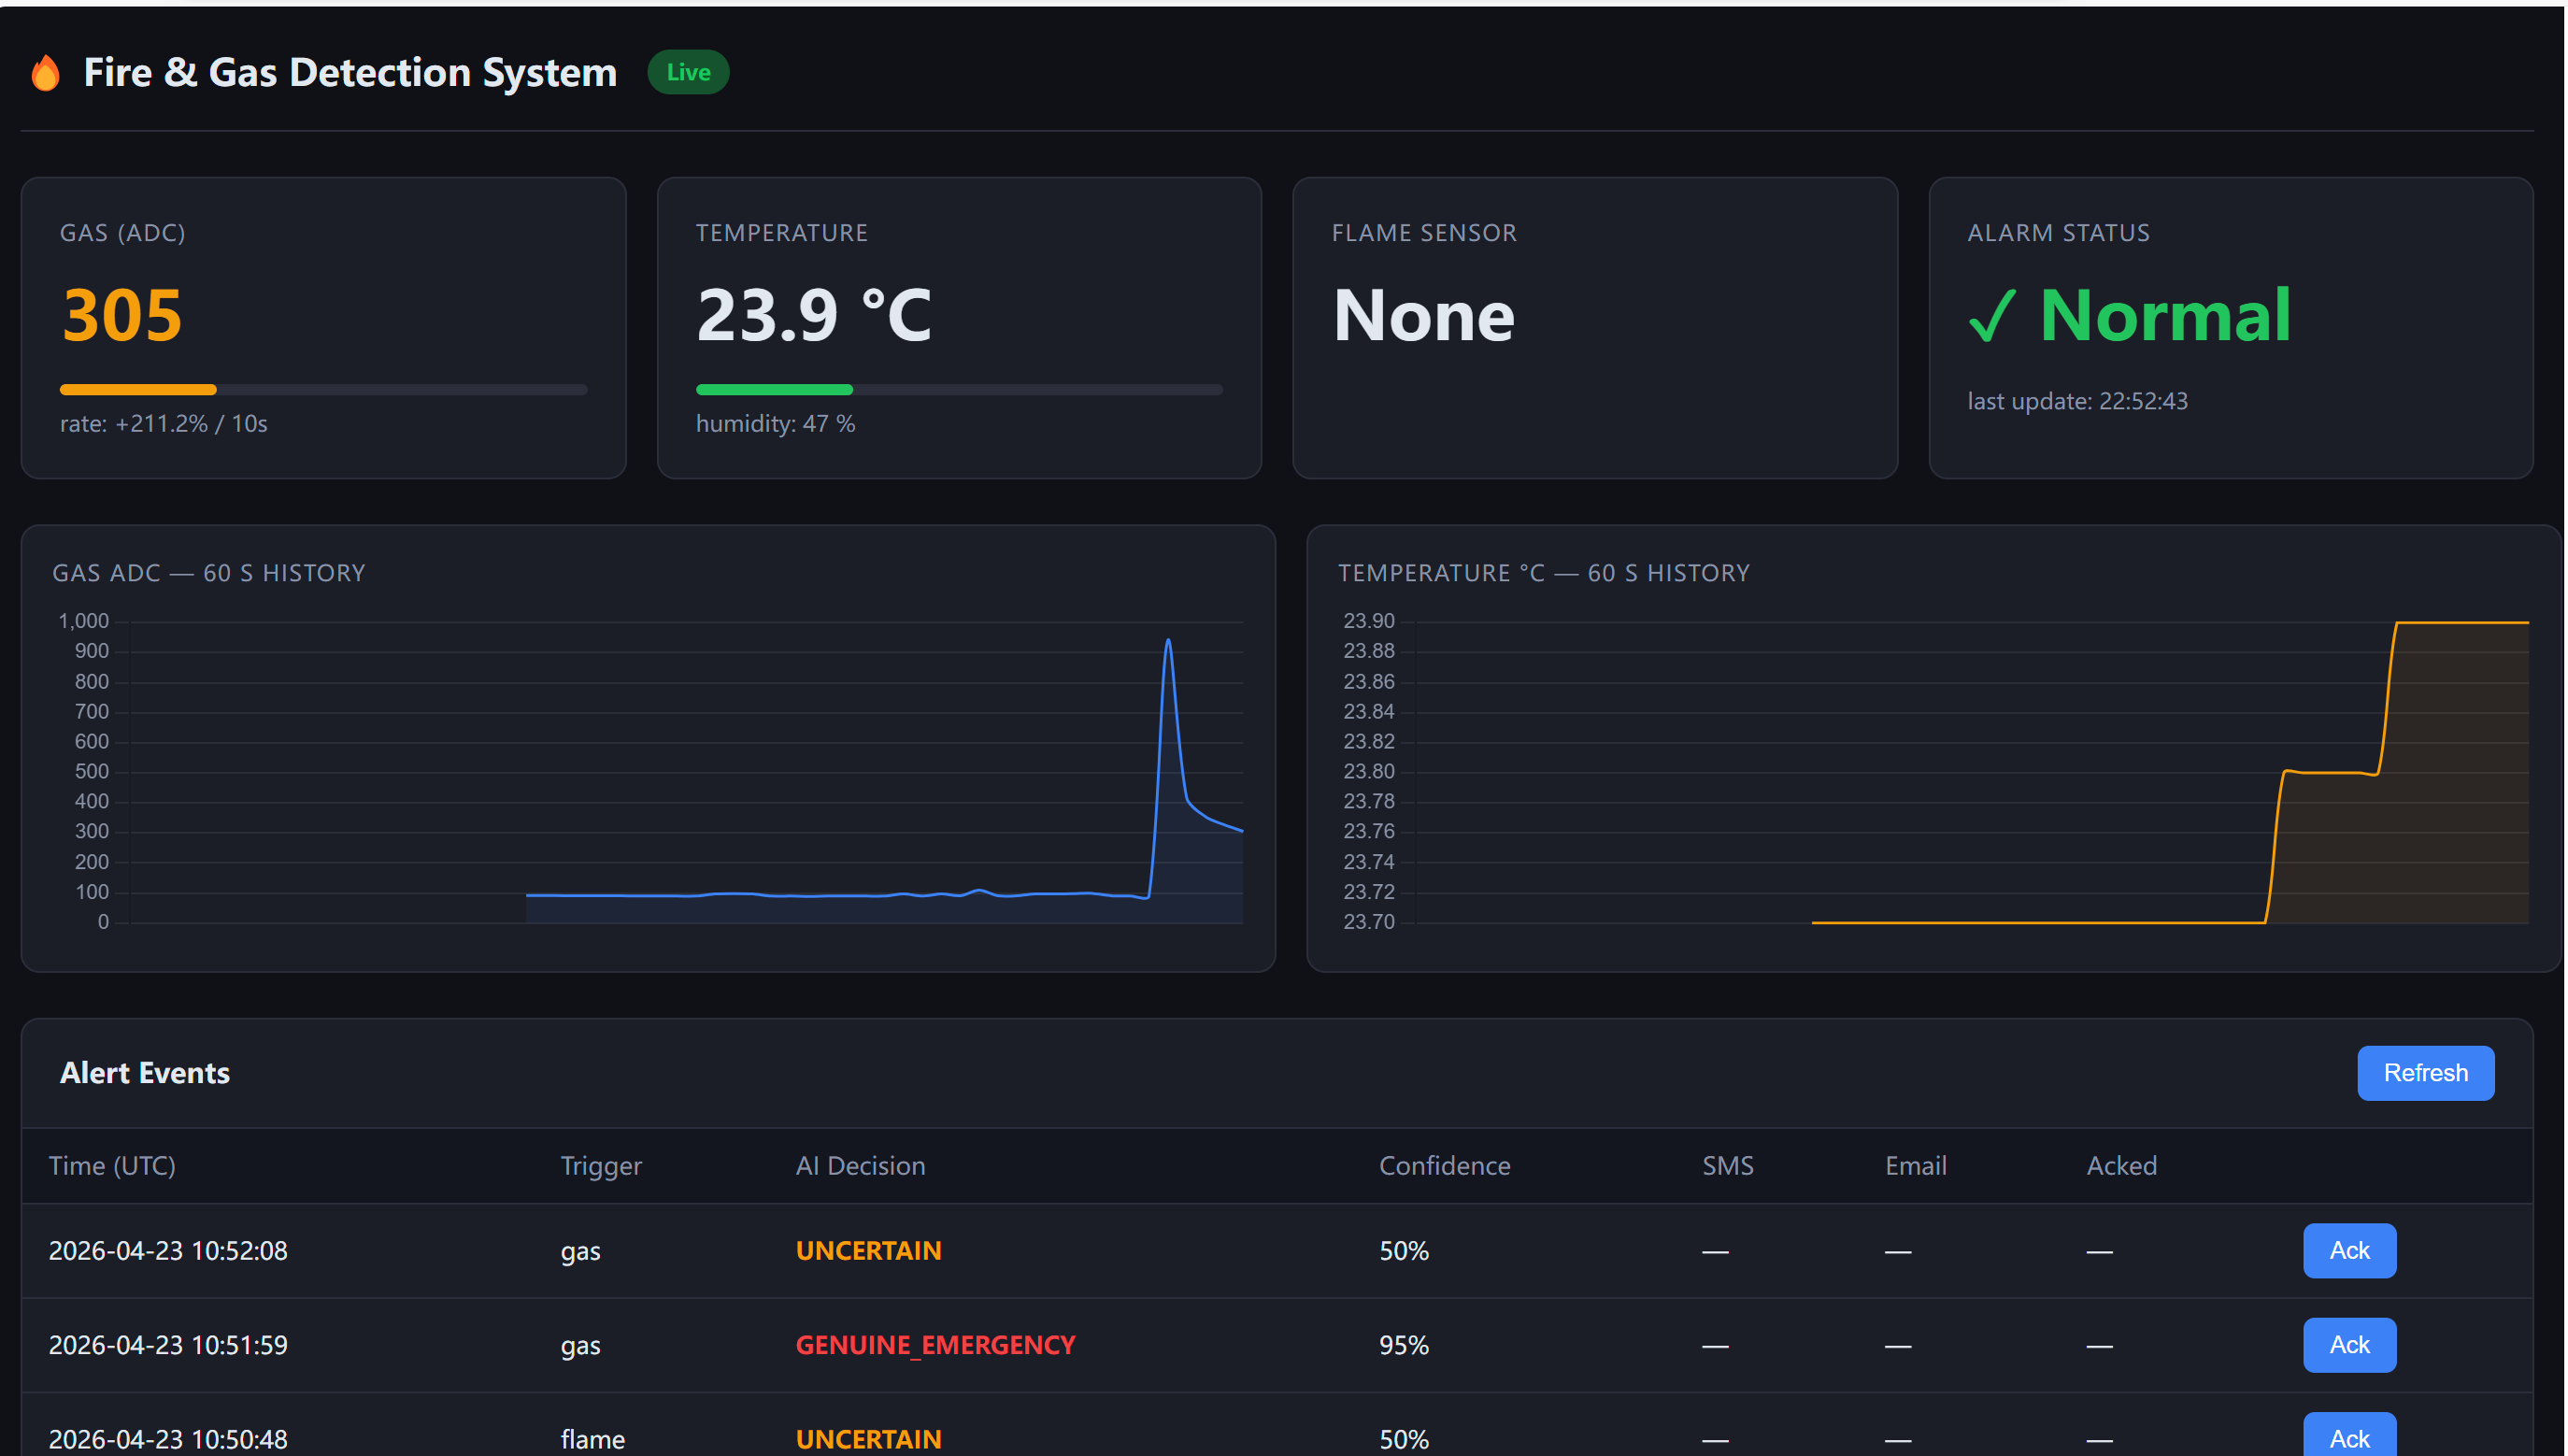 Fire & Gas Detection System Live
GAS (ADC)
305
rate: +211.2% / 10s
TEMPERATURE
23.9 °C
humidity: 47 %
FLAME SENSOR
None
ALARM STATUS
✓ Normal
last update: 22:52:43
GAS ADC — 60 S HISTORY
1,000
900
800
700
600
500
400
300
200
100
0
TEMPERATURE °C — 60 S HISTORY
23.90
23.88
23.86
23.84
23.82
23.80
23.78
23.76
23.74
23.72
23.70
Alert Events Refresh
Time (UTC) Trigger AI Decision Confidence SMS Email Acked
2026-04-23 10:52:08 gas UNCERTAIN 50% — — — Ack
2026-04-23 10:51:59 gas GENUINE_EMERGENCY 95% — — — Ack
2026-04-23 10:50:48 flame UNCERTAIN 50% — — — Ack